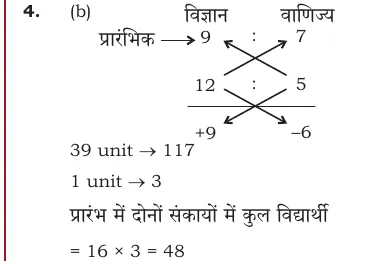 4. (b) विज्ञान वाणिज्य
प्रारंभिक → 9 : 7
12 : 5
+9 –6
39 unit → 117
1 unit → 3
प्रारंभ में दोनों संकायों में कुल विद्यार्थी
= 16 × 3 = 48